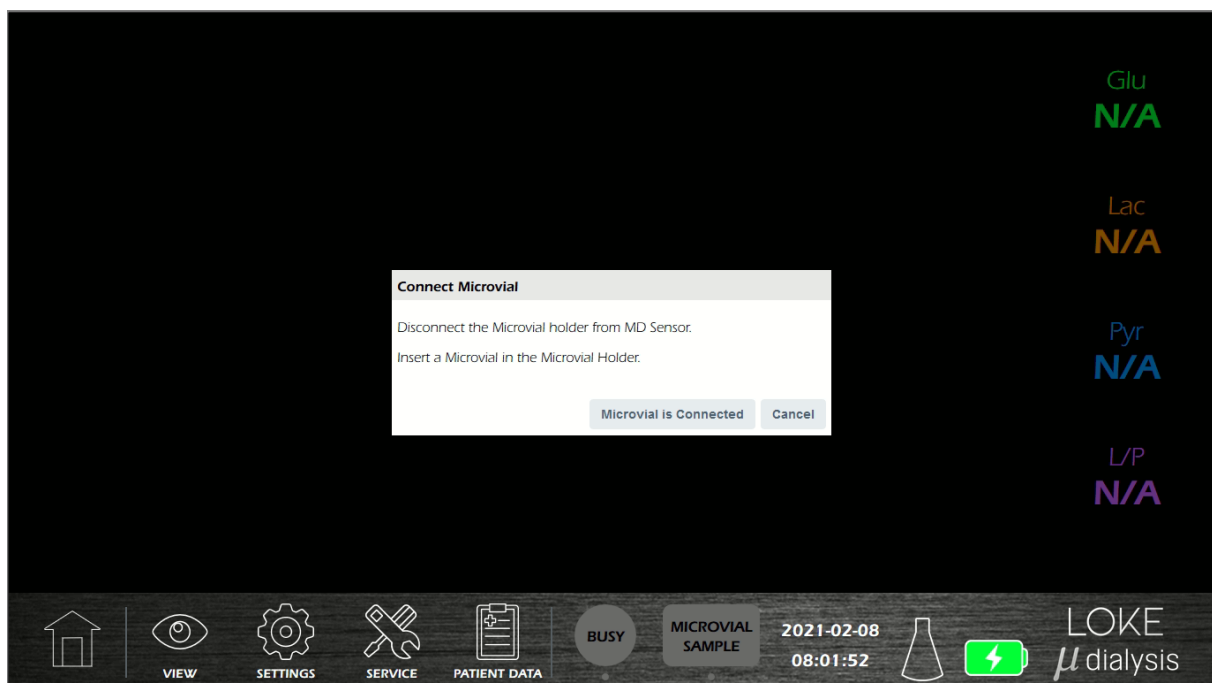 Glu
N/A
Lac
N/A
Connect Microvial
Disconnect the Microvial holder from MD Sensor.
Insert a Microvial in the Microvial Holder.
Microvial is Connected
Cancel
Pyr
N/A
L/P
N/A
VIEW
SETTINGS
SERVICE
PATIENT DATA
BUSY
MICROVIAL
SAMPLE
2021-02-08
08:01:52
LOKE
μ dialysis